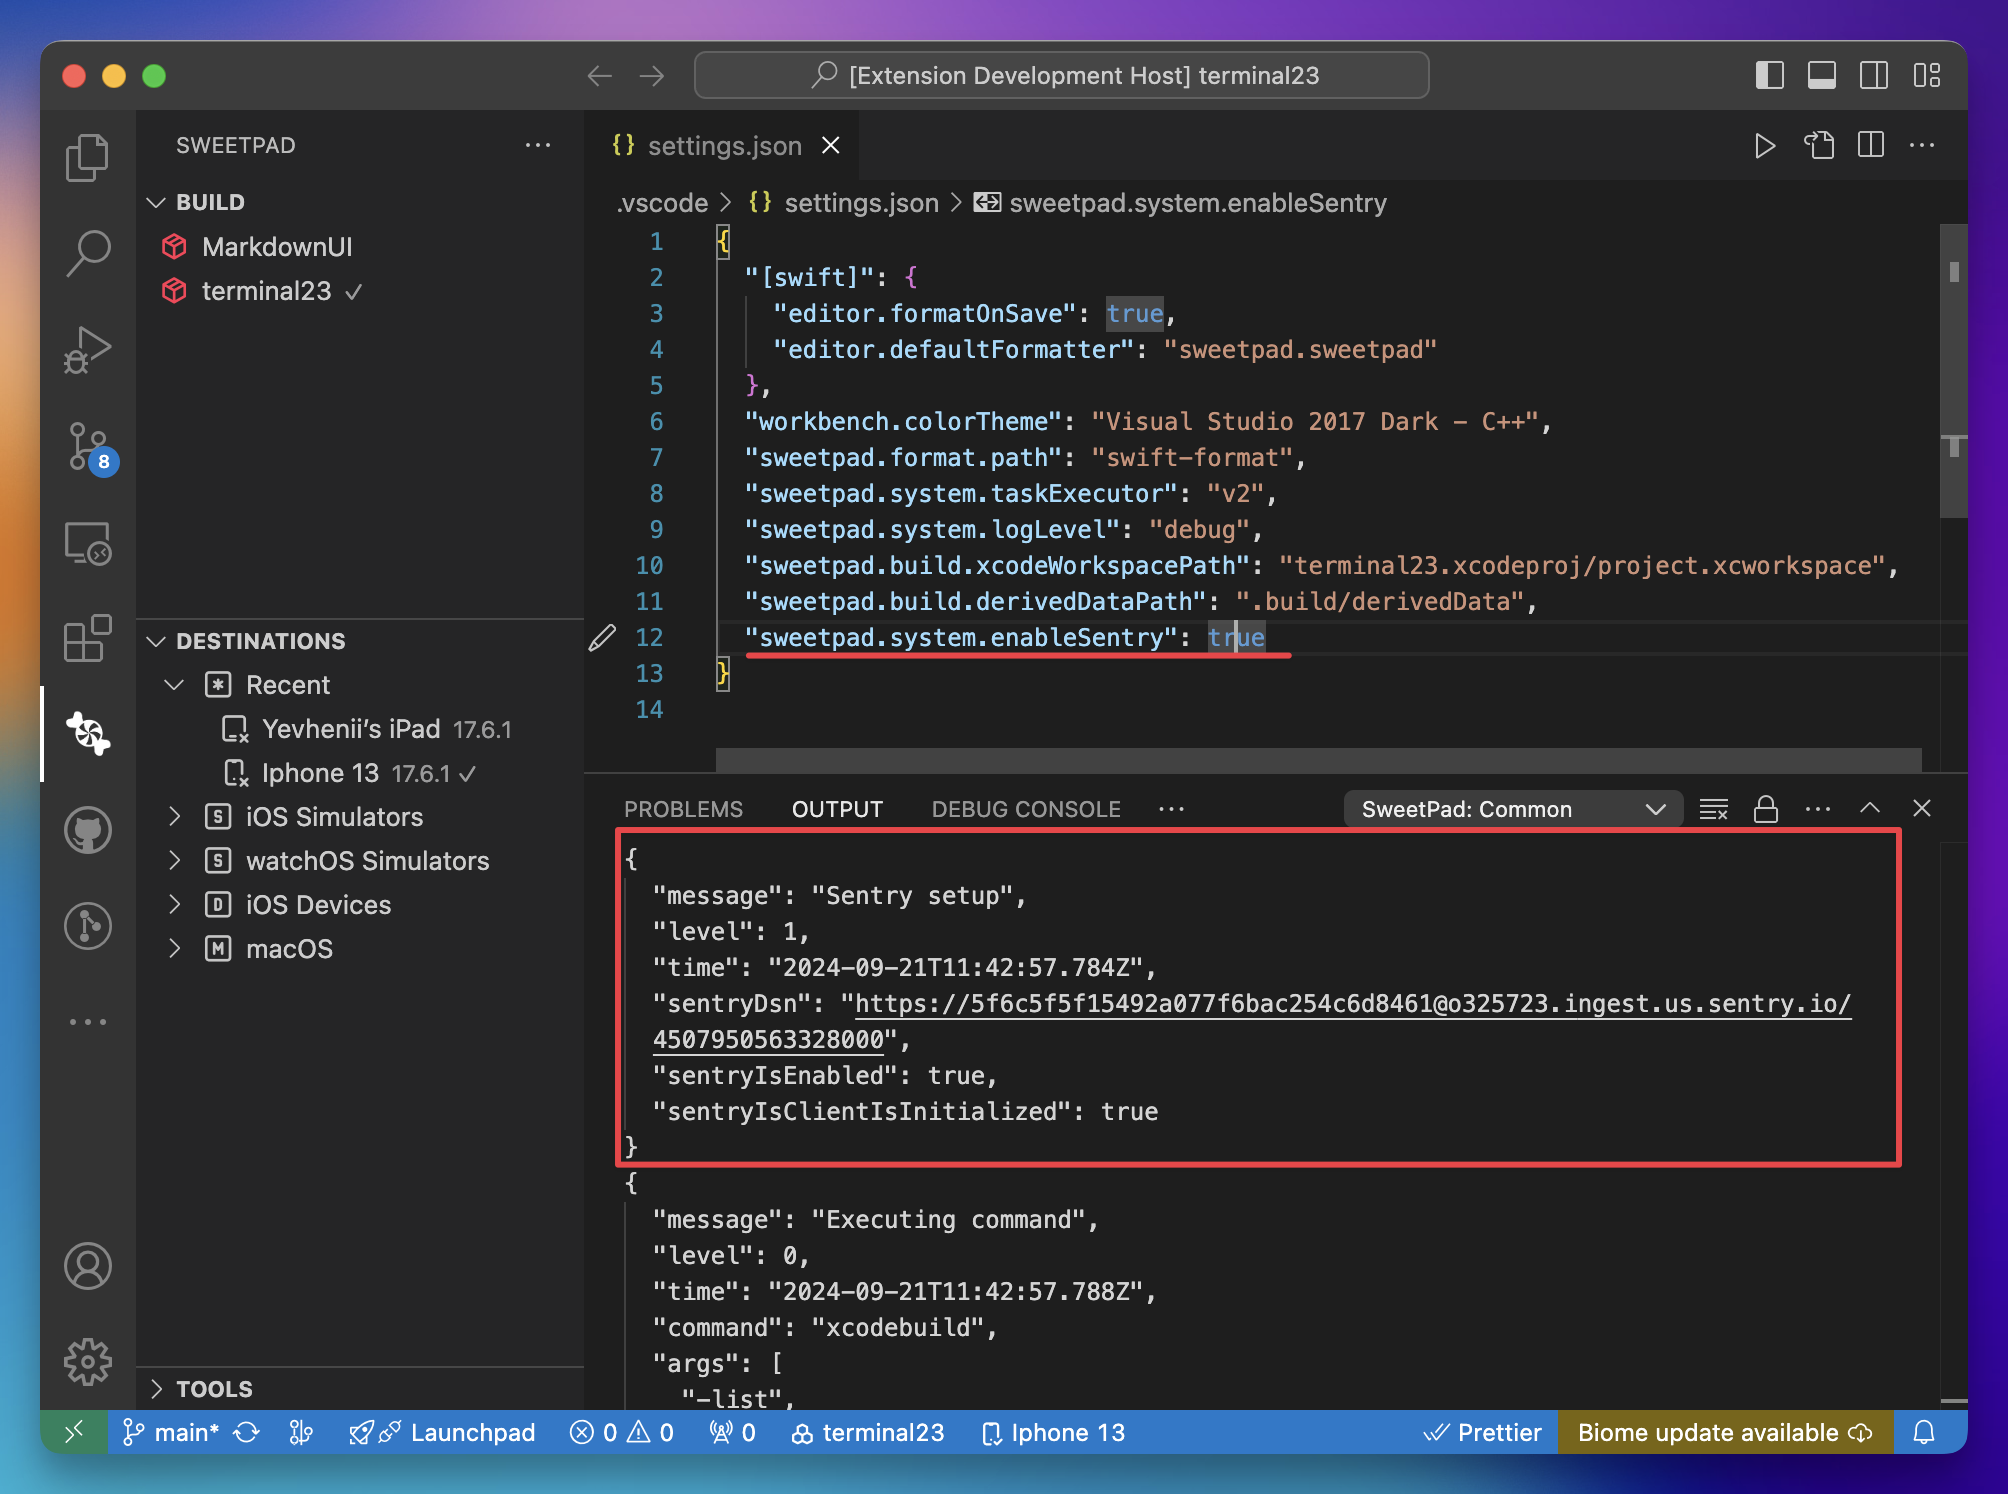 [Extension Development Host] terminal23
SWEETPAD
BUILD
MarkdownUI
terminal23
8
DESTINATIONS
Recent
Yevhenii’s iPad 17.6.1
Iphone 13 17.6.1
S iOS Simulators
S watchOS Simulators
D iOS Devices
M macOS
TOOLS
{} settings.json
.vscode > {} settings.json > sweetpad.system.enableSentry
1 {
2 "[swift]": {
3 "editor.formatOnSave": true,
4 "editor.defaultFormatter": "sweetpad.sweetpad"
5 },
6 "workbench.colorTheme": "Visual Studio 2017 Dark - C++",
7 "sweetpad.format.path": "swift-format",
8 "sweetpad.system.taskExecutor": "v2",
9 "sweetpad.system.logLevel": "debug",
10 "sweetpad.build.xcodeWorkspacePath": "terminal23.xcodeproj/project.xcworkspace",
11 "sweetpad.build.derivedDataPath": ".build/derivedData",
12 "sweetpad.system.enableSentry": true
13 }
14
PROBLEMS OUTPUT DEBUG CONSOLE SweetPad: Common
{
"message": "Sentry setup",
"level": 1,
"time": "2024-09-21T11:42:57.784Z",
"sentryDsn": "https://5f6c5f5f15492a077f6bac254c6d8461@o325723.ingest.us.sentry.io/
4507950563328000",
"sentryIsEnabled": true,
"sentryIsClientIsInitialized": true
}
{
"message": "Executing command",
"level": 0,
"time": "2024-09-21T11:42:57.788Z",
"command": "xcodebuild",
"args": [
"-list",
main* Launchpad 0 0 0 terminal23 Iphone 13 Prettier Biome update available